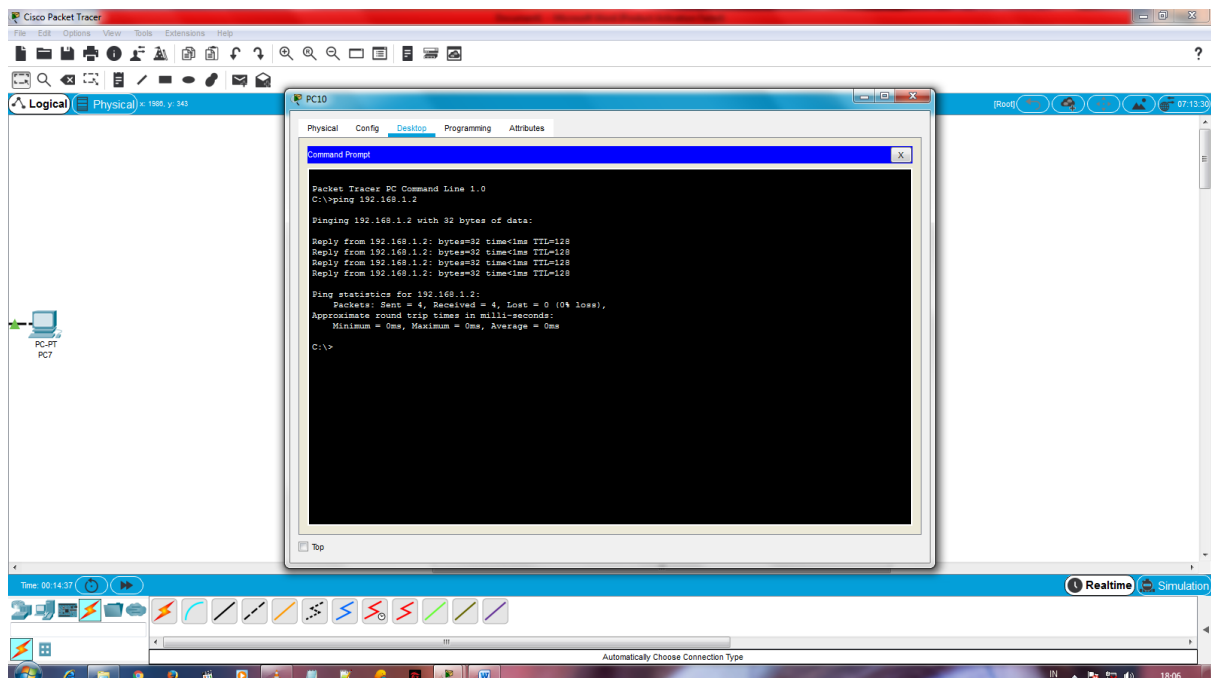 Cisco Packet Tracer
File Edit Options View Tools Extensions Help
?
Logical Physical x: 1986, y: 343
[Root] 07:13:30
PC10
Physical Config Desktop Programming Attributes
Command Prompt X
Packet Tracer PC Command Line 1.0
C:\>ping 192.168.1.2
Pinging 192.168.1.2 with 32 bytes of data:
Reply from 192.168.1.2: bytes=32 time<1ms TTL=128
Reply from 192.168.1.2: bytes=32 time<1ms TTL=128
Reply from 192.168.1.2: bytes=32 time<1ms TTL=128
Reply from 192.168.1.2: bytes=32 time<1ms TTL=128
Ping statistics for 192.168.1.2:
Packets: Sent = 4, Received = 4, Lost = 0 (0% loss),
Approximate round trip times in milli-seconds:
Minimum = 0ms, Maximum = 0ms, Average = 0ms
C:\>
PC-PT
PC7
Top
Time: 00:14:37
Realtime Simulation
Automatically Choose Connection Type
IN 18:06